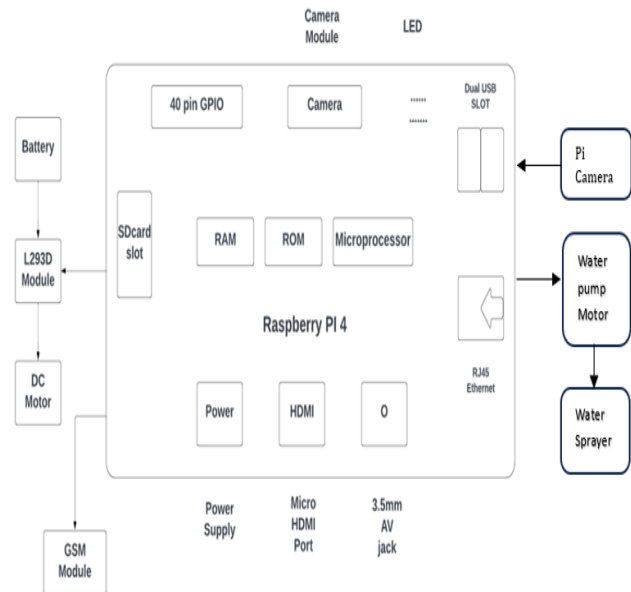 Camera
Module
LED
40 pin GPIO
Camera
Dual USB
SLOT
Battery
Pi
Camera
SDcard
slot
RAM
ROM
Microprocessor
L293D
Module
Water
pump
Motor
Raspberry PI 4
RJ45
Ethernet
DC
Motor
Power
HDMI
O
Water
Sprayer
Power
Supply
Micro
HDMI
Port
3.5mm
AV
jack
GSM
Module